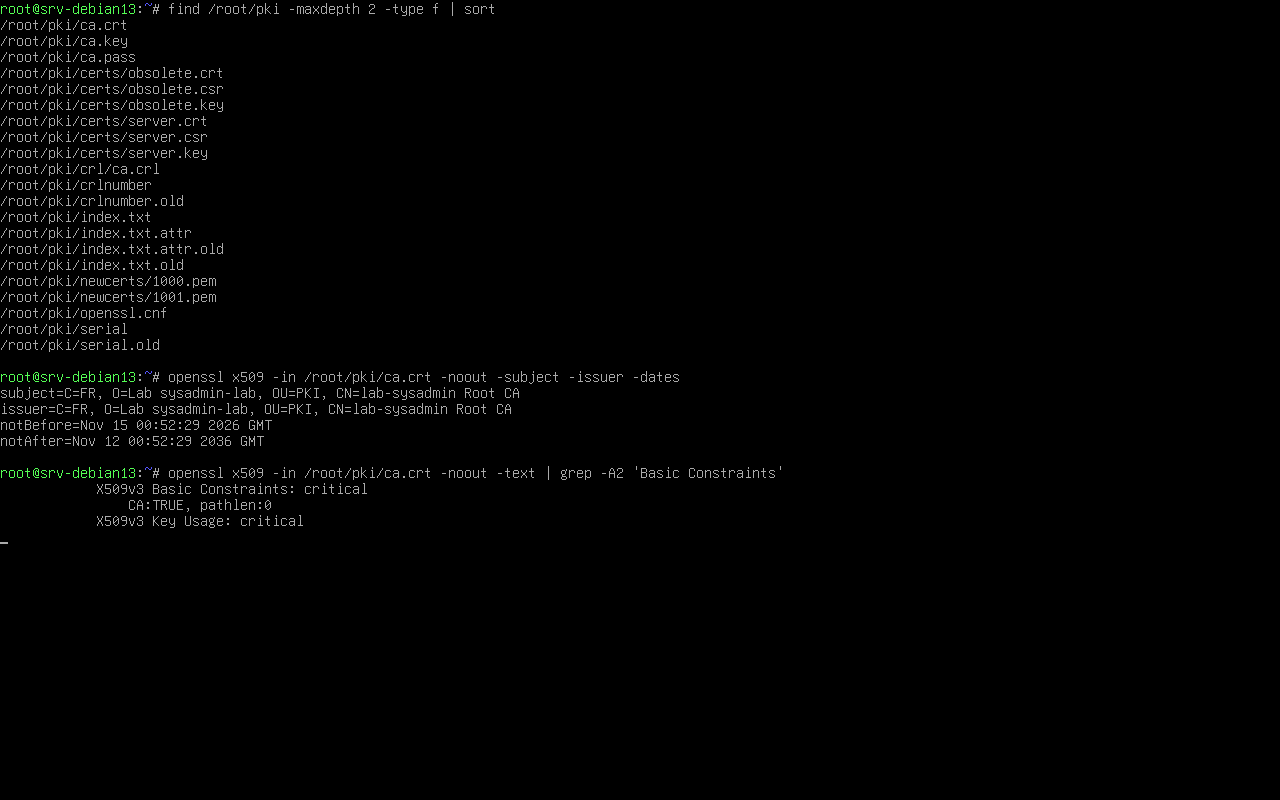 root@srv-debian13:~# find /root/pki -maxdepth 2 -type f | sort
/root/pki/ca.crt
/root/pki/ca.key
/root/pki/ca.pass
/root/pki/certs/obsolete.crt
/root/pki/certs/obsolete.csr
/root/pki/certs/obsolete.key
/root/pki/certs/server.crt
/root/pki/certs/server.csr
/root/pki/certs/server.key
/root/pki/crl/ca.crl
/root/pki/crlnumber
/root/pki/crlnumber.old
/root/pki/index.txt
/root/pki/index.txt.attr
/root/pki/index.txt.attr.old
/root/pki/index.txt.old
/root/pki/newcerts/1000.pem
/root/pki/newcerts/1001.pem
/root/pki/openssl.cnf
/root/pki/serial
/root/pki/serial.old

root@srv-debian13:~# openssl x509 -in /root/pki/ca.crt -noout -subject -issuer -dates
subject=C=FR, O=Lab sysadmin-lab, OU=PKI, CN=lab-sysadmin Root CA
issuer=C=FR, O=Lab sysadmin-lab, OU=PKI, CN=lab-sysadmin Root CA
notBefore=Nov 15 00:52:29 2026 GMT
notAfter=Nov 12 00:52:29 2036 GMT

root@srv-debian13:~# openssl x509 -in /root/pki/ca.crt -noout -text | grep -A2 'Basic Constraints'
            X509v3 Basic Constraints: critical
                CA:TRUE, pathlen:0
            X509v3 Key Usage: critical